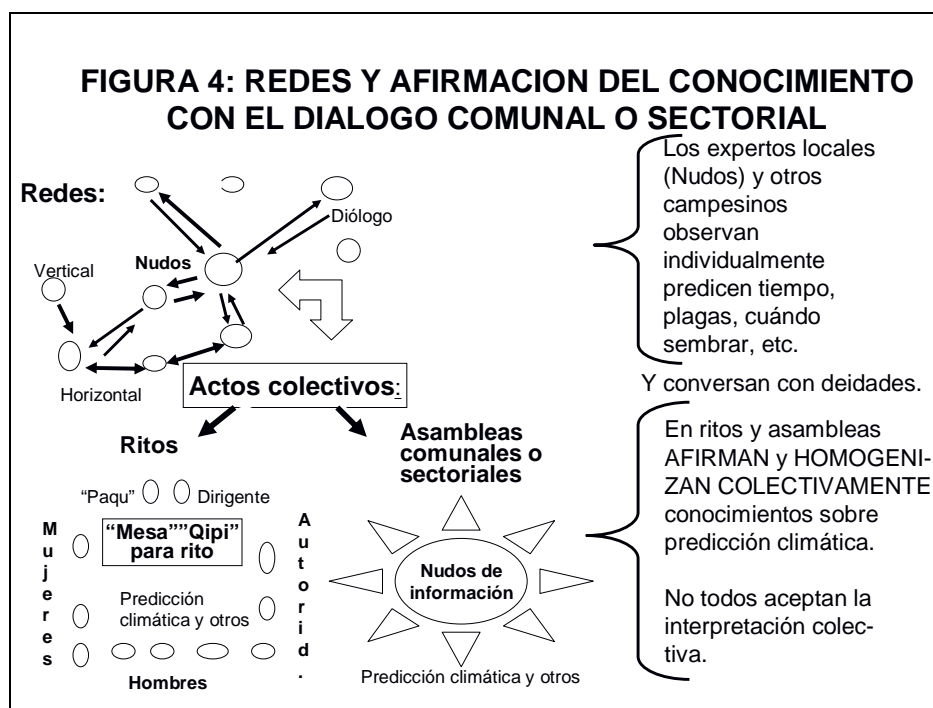 FIGURA 4: REDES Y AFIRMACION DEL CONOCIMIENTO
CON EL DIALOGO COMUNAL O SECTORIAL
Redes:
Diólogo
Nudos
Vertical
Horizontal
Actos colectivos:
Ritos
Asambleas
comunales o
sectoriales
“Paqu”
Dirigente
Mujeres
“Mesa””Qipi”
para rito
Autorid.
Predicción
climática y otros
Hombres
Nudos de
información
Predicción climática y otros
Los expertos locales
(Nudos) y otros
campesinos
observan
individualmente
predicen tiempo,
plagas, cuándo
sembrar, etc.
Y conversan con deidades.
En ritos y asambleas
AFIRMAN y HOMOGENI-
ZAN COLECTIVAMENTE
conocimientos sobre
predicción climática.
No todos aceptan la
interpretación colec-
tiva.